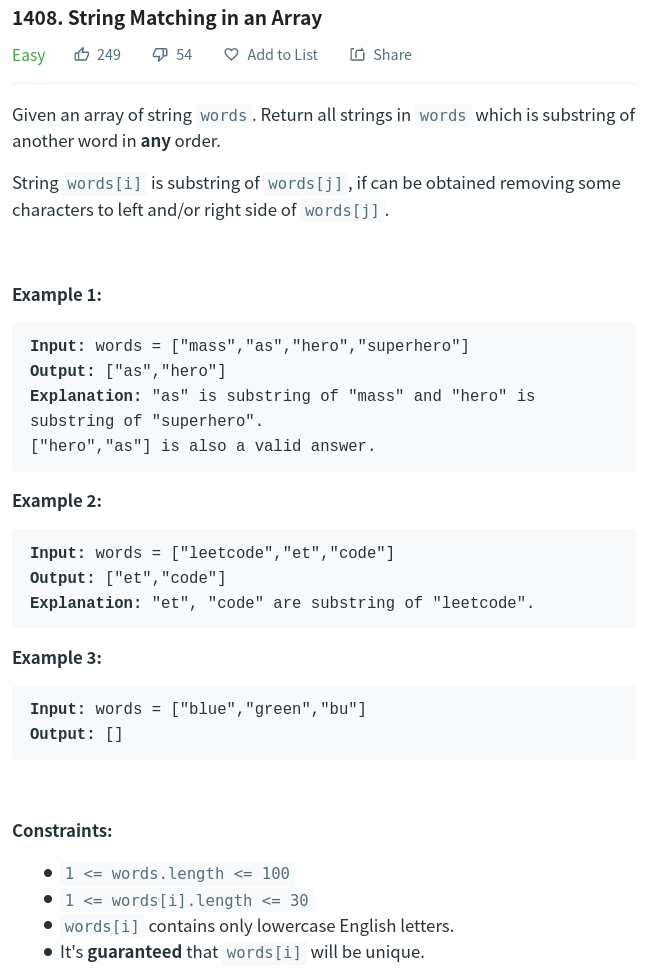 1408. String Matching in an Array
Easy 249 54 Add to List Share
Given an array of string words . Return all strings in words which is substring of
another word in any order.
String words[i] is substring of words[j] , if can be obtained removing some
characters to left and/or right side of words[j] .
Example 1:
Input: words = ["mass","as","hero","superhero"]
Output: ["as","hero"]
Explanation: "as" is substring of "mass" and "hero" is
substring of "superhero".
["hero","as"] is also a valid answer.
Example 2:
Input: words = ["leetcode","et","code"]
Output: ["et","code"]
Explanation: "et", "code" are substring of "leetcode".
Example 3:
Input: words = ["blue","green","bu"]
Output: []
Constraints:
1 <= words.length <= 100
1 <= words[i].length <= 30
words[i] contains only lowercase English letters.
It's guaranteed that words[i] will be unique.